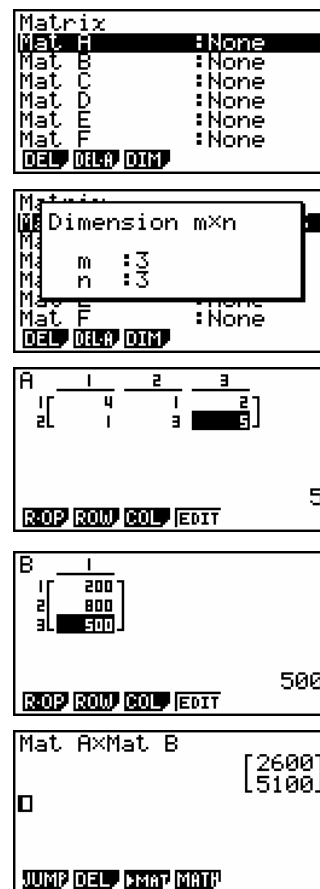 Matrix
Mat A :None
Mat B :None
Mat C :None
Mat D :None
Mat E :None
Mat F :None
DEL DEL·A DIM
Dimension m×n
m :3
n :3
Mat F :None
DEL DEL·A DIM
A 1 2 3
1 4 1 2
2 1 3 5
5
R·OP ROW COL EDIT
B 1
1 200
2 800
3 500
500
R·OP ROW COL EDIT
Mat A×Mat B
[2600]
[5100]
JUMP DEL ▶MAT MATH